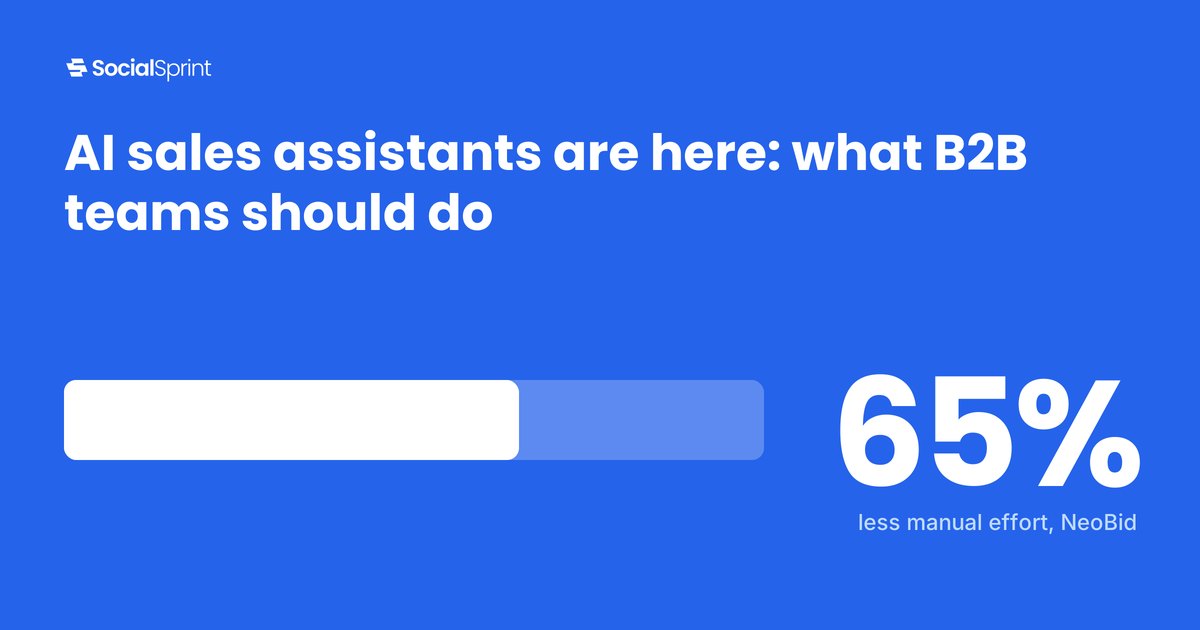 SocialSprint
AI sales assistants are here: what B2B
teams should do
65%
less manual effort, NeoBid